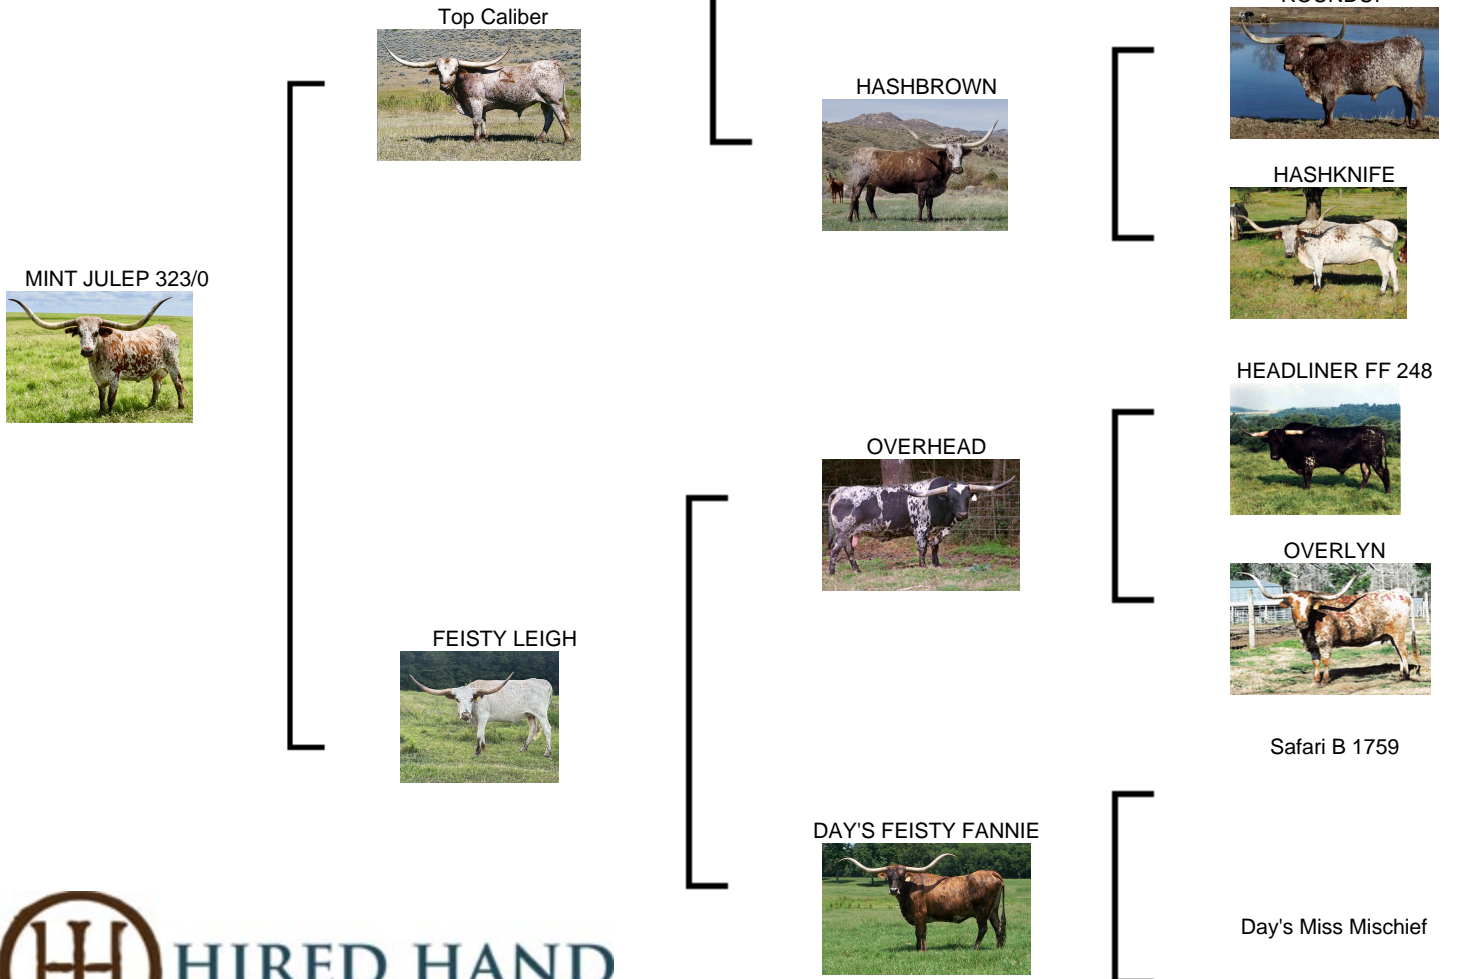 Top Caliber
HASHBROWN
HASHKNIFE
MINT JULEP 323/0
HEADLINER FF 248
OVERHEAD
OVERLYN
FEISTY LEIGH
Safari B 1759
DAY'S FEISTY FANNIE
Day's Miss Mischief
HIRED HAND